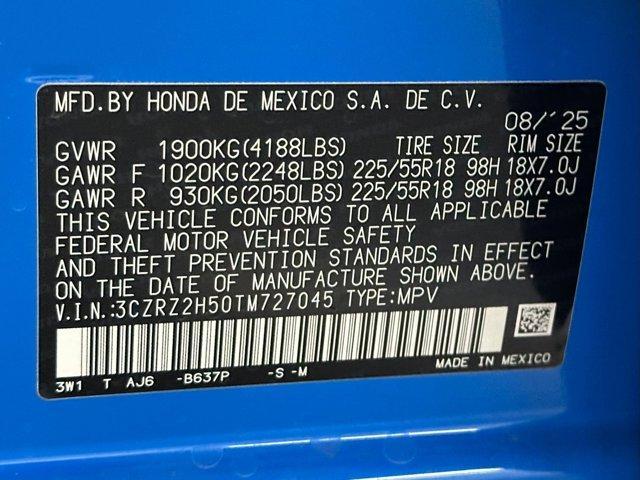 MFD.BY HONDA DE MEXICO S.A. DE C.V.
08/´25
GVWR 1900KG(4188LBS) TIRE SIZE RIM SIZE
GAWR F 1020KG(2248LBS) 225/55R18 98H 18X7.0J
GAWR R 930KG(2050LBS) 225/55R18 98H 18X7.0J
THIS VEHICLE CONFORMS TO ALL APPLICABLE
FEDERAL MOTOR VEHICLE SAFETY
AND THEFT PREVENTION STANDARDS IN EFFECT
ON THE DATE OF MANUFACTURE SHOWN ABOVE.
V.I.N.:3CZRZ2H50TM727045 TYPE:MPV
3W1 T AJ6 -B637P -S -M MADE IN MEXICO